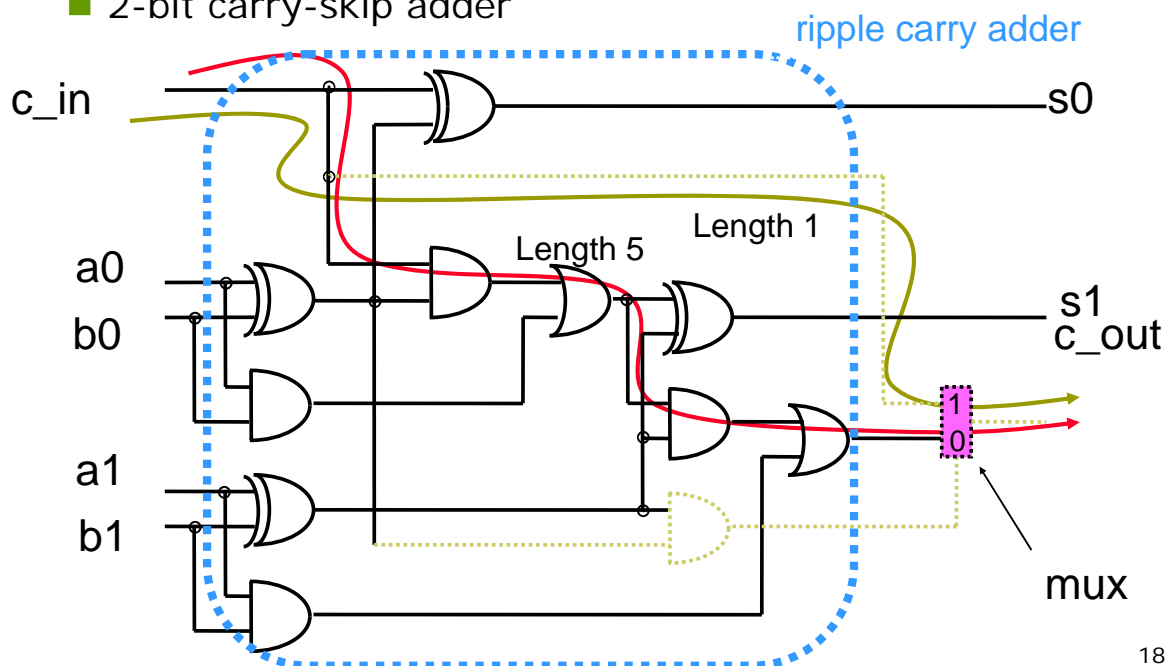 2-bit carry-skip adder
ripple carry adder
c_in
s0
Length 1
Length 5
a0
b0
s1
c_out
1
0
a1
b1
mux
18